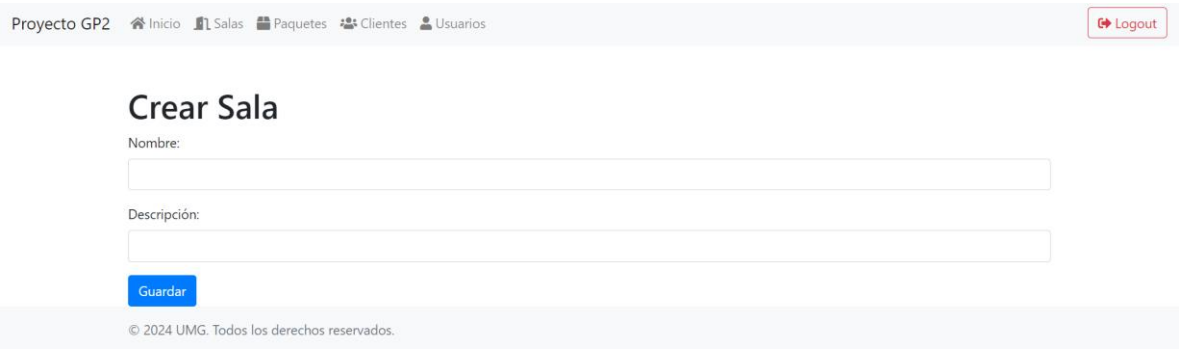 Proyecto GP2 Inicio Salas Paquetes Clientes Usuarios Logout
Crear Sala
Nombre:
Descripción:
Guardar
© 2024 UMG. Todos los derechos reservados.